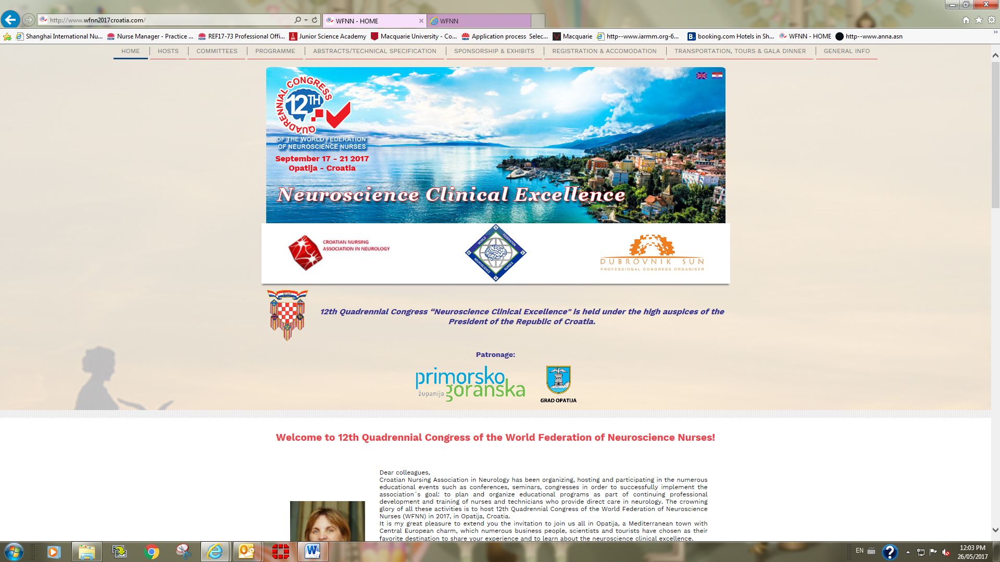 http://www.wfnn2017croatia.com/
WFNN - HOME
WFNN
Shanghai International Nu...
Nurse Manager - Practice ...
REF17-73 Professional Offi...
Junior Science Academy
Macquarie University - Co...
Application process Selec...
Macquarie
http--www.iarmm.org-6...
booking.com Hotels in Sh...
WFNN - HOME
http--www.anna.asn
HOME
HOSTS
COMMITTEES
PROGRAMME
ABSTRACTS/TECHNICAL SPECIFICATION
SPONSORSHIP & EXHIBITS
REGISTRATION & ACCOMODATION
TRANSPORTATION, TOURS & GALA DINNER
GENERAL INFO
12TH
QUADRENNIAL CONGRESS
OF THE WORLD FEDERATION
OF NEUROSCIENCE NURSES
September 17 - 21 2017
Opatija - Croatia
Neuroscience Clinical Excellence
CROATIAN NURSING
ASSOCIATION IN NEUROLOGY
WORLD FEDERATION
NEUROSCIENCE NURSES
DUBROVNIK SUN
PROFESSIONAL CONGRESS ORGANISER
12th Quadrennial Congress “Neuroscience Clinical Excellence" is held under the high auspices of the
President of the Republic of Croatia.
Patronage:
primorsko
županija goranska
GRAD OPATIJA
Welcome to 12th Quadrennial Congress of the World Federation of Neuroscience Nurses!
Dear colleagues,
Croatian Nursing Association in Neurology has been organizing, hosting and participating in the numerous
educational events such as conferences, seminars, congresses in order to successfully implement the
association´s goal: to plan and organize educational programs as part of continuing professional
development and training of nurses and technicians who provide direct care in neurology. The crowning
glory of all these activities is to host 12th Quadrennial Congress of the World Federation of Neuroscience
Nurses (WFNN) in 2017, in Opatija, Croatia.
It is my great pleasure to extend you the invitation to join us all in Opatija, a Mediterranean town with
Central European charm, which numerous business people, scientists and tourists have chosen as their
favorite destination to share your experience and to learn about the neuroscience clinical excellence.
EN
12:03 PM
26/05/2017